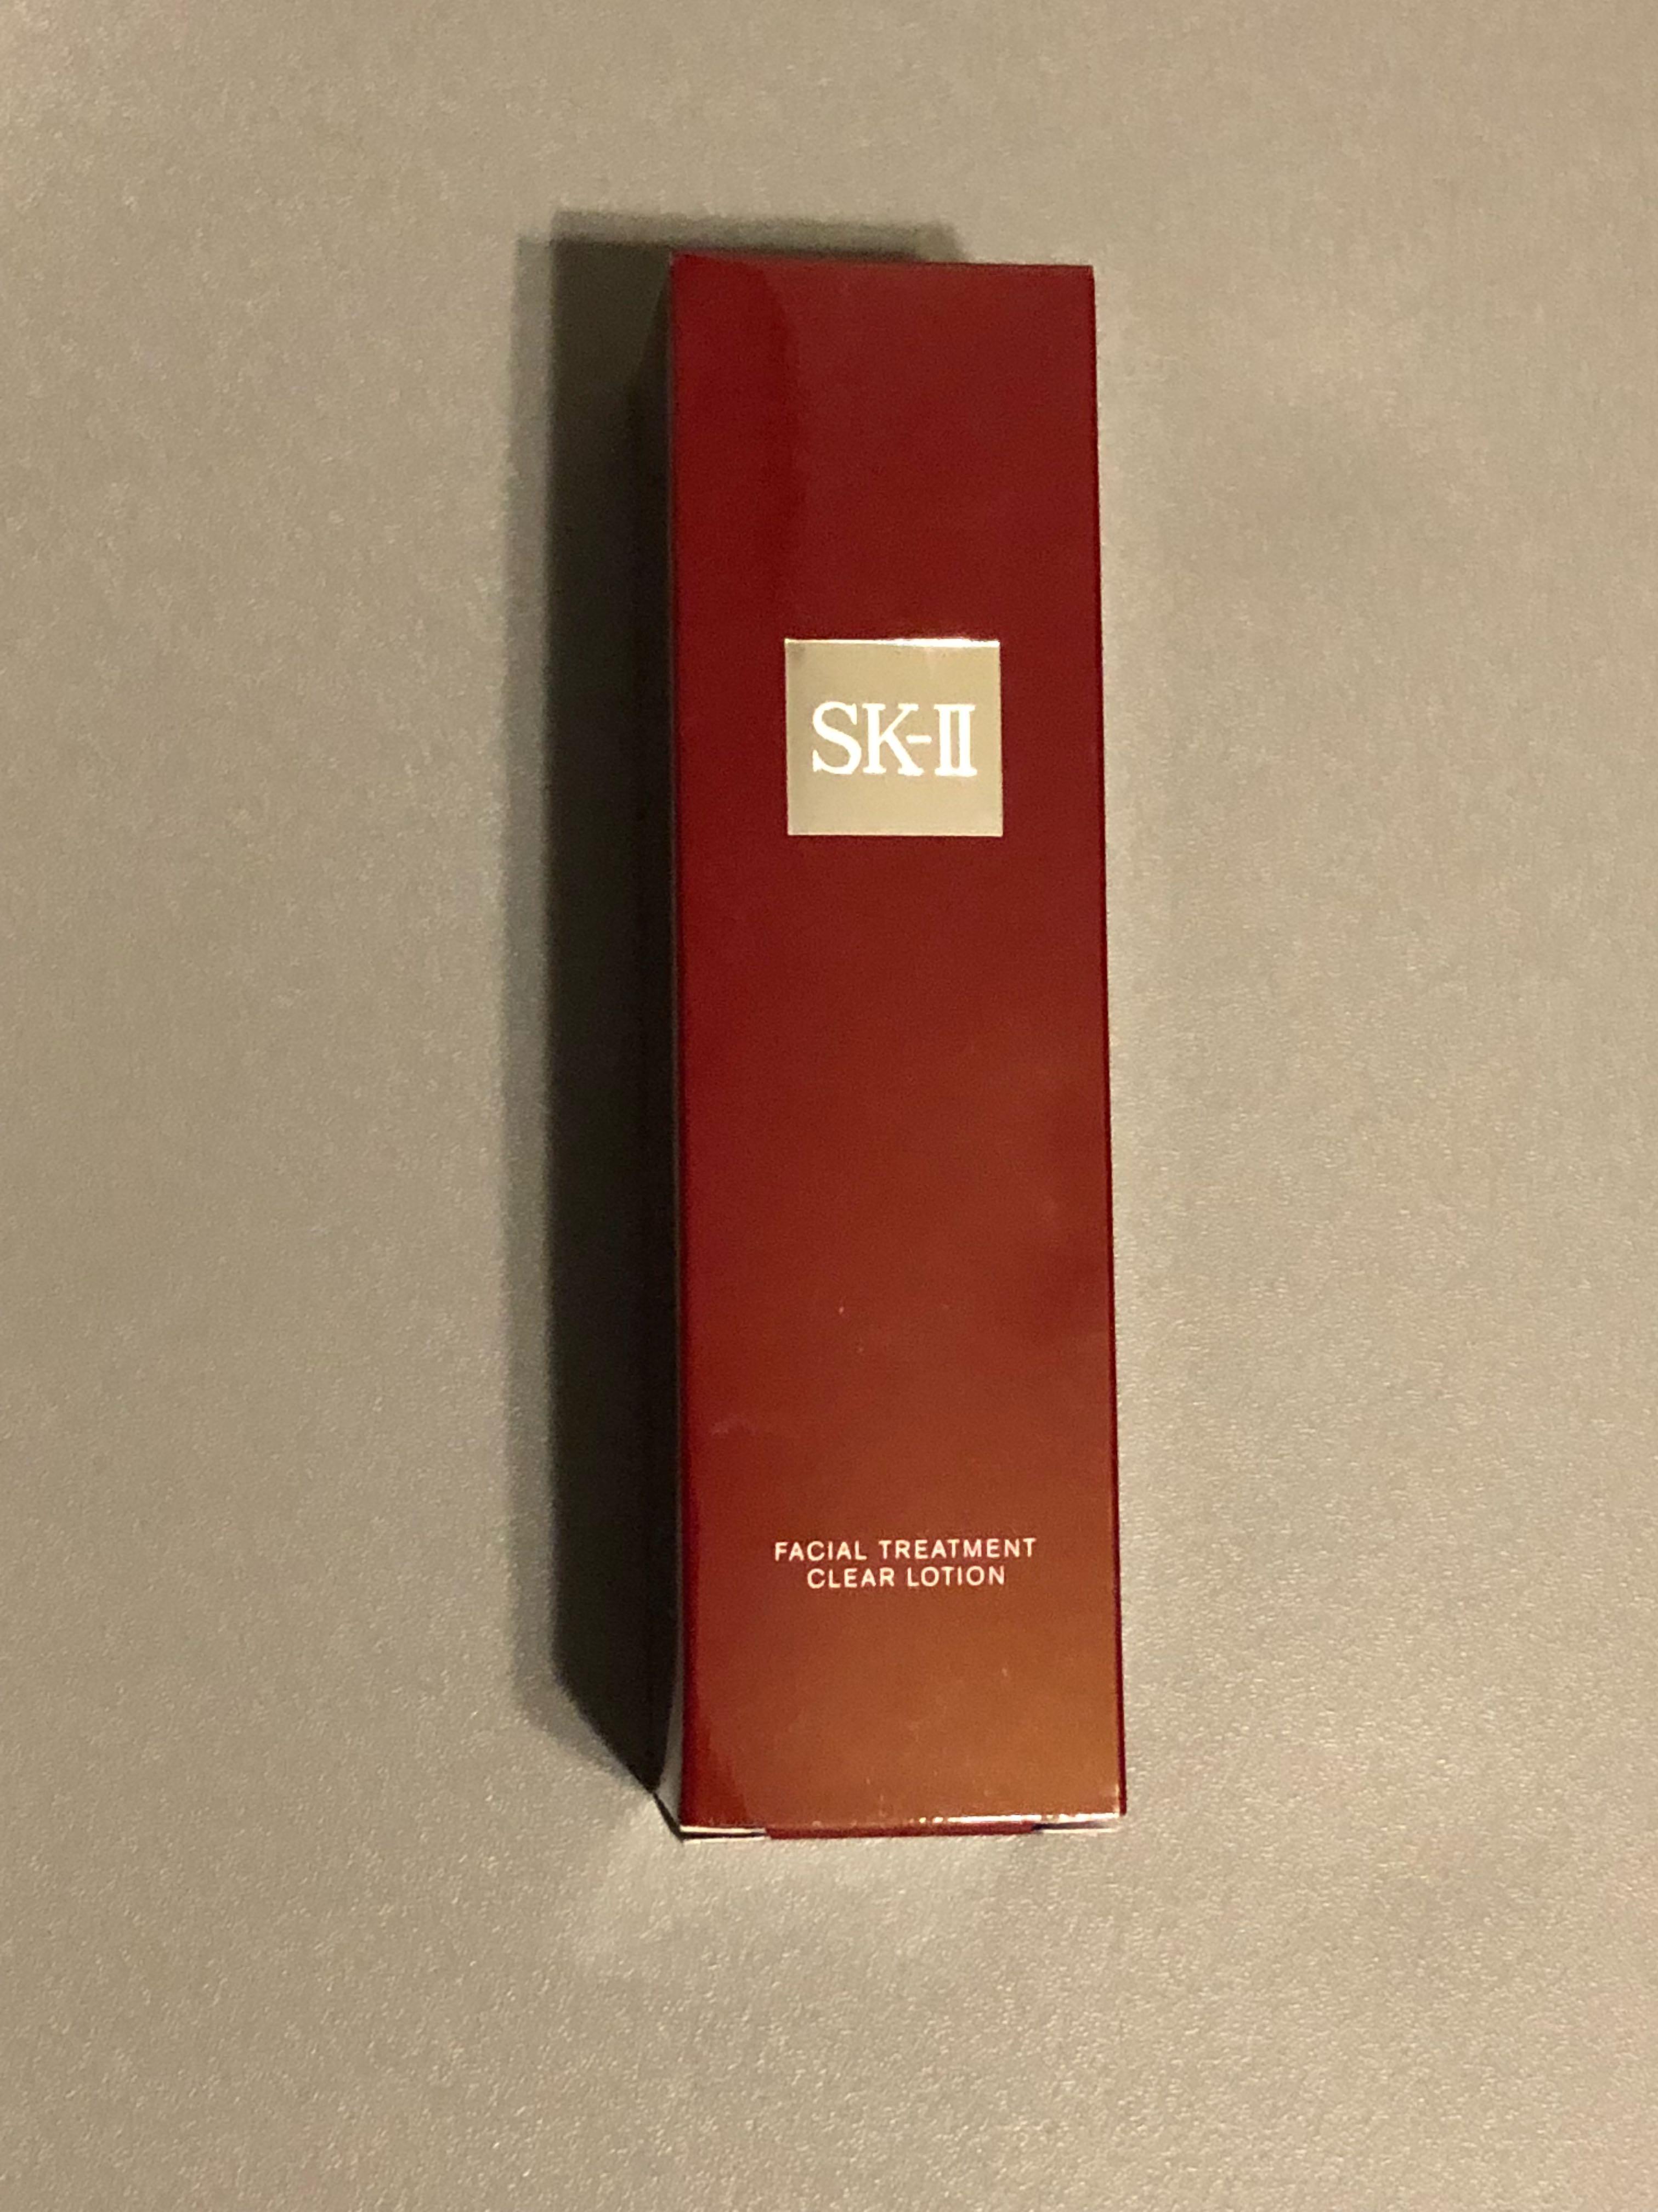 SK-II
FACIAL TREATMENT
CLEAR LOTION